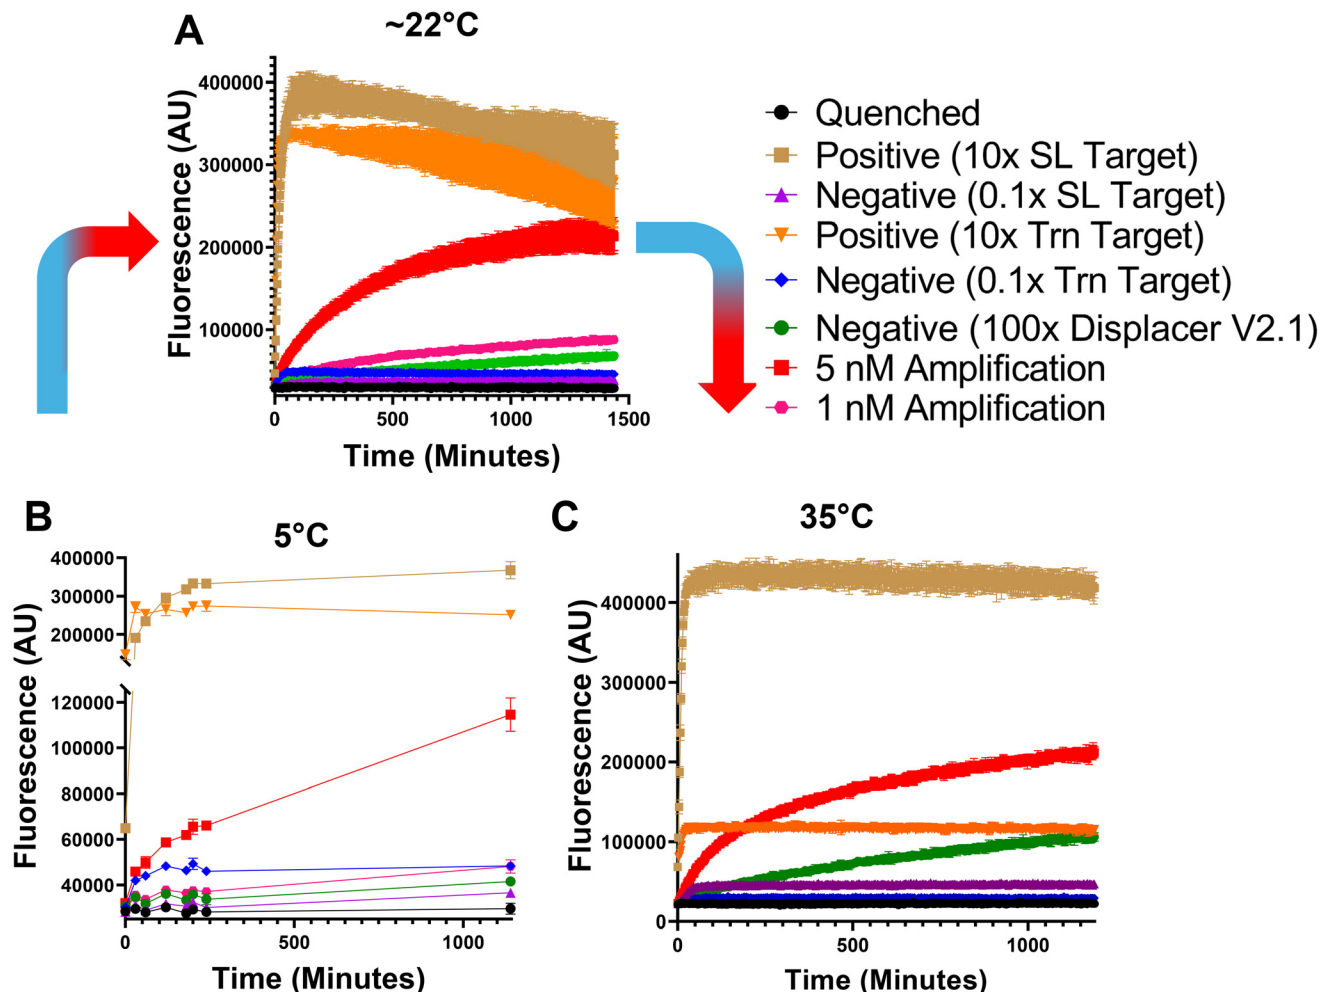 A
~22°C
Fluorescence (AU)
400000
300000
200000
100000
0
500
1000
1500
Time (Minutes)
Quenched
Positive (10x SL Target)
Negative (0.1x SL Target)
Positive (10x Trn Target)
Negative (0.1x Trn Target)
Negative (100x Displacer V2.1)
5 nM Amplification
1 nM Amplification
B
5°C
Fluorescence (AU)
400000
300000
200000
120000
100000
80000
60000
40000
0
500
1000
Time (Minutes)
C
35°C
Fluorescence (AU)
400000
300000
200000
100000
0
0
500
1000
Time (Minutes)